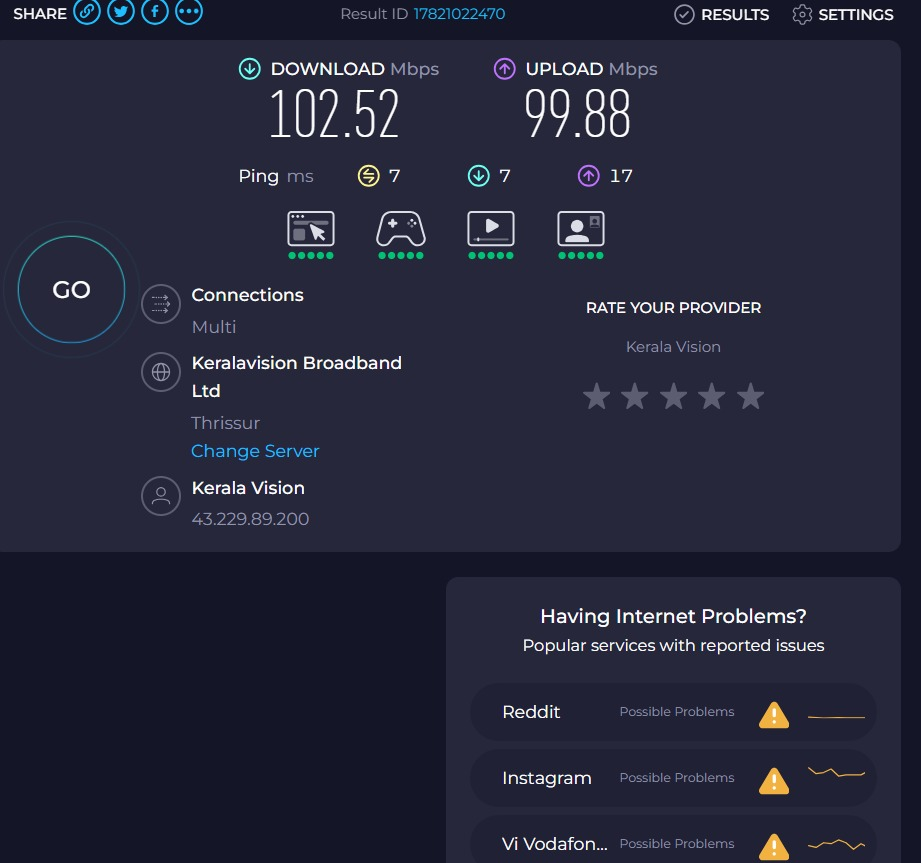 SHARE
Result ID 17821022470
RESULTS
SETTINGS
DOWNLOAD Mbps
102.52
UPLOAD Mbps
99.88
Ping ms
7
7
17
GO
Connections
Multi
Keralavision Broadband
Ltd
Thrissur
Change Server
Kerala Vision
43.229.89.200
RATE YOUR PROVIDER
Kerala Vision
Having Internet Problems?
Popular services with reported issues
Reddit Possible Problems
Instagram Possible Problems
Vi Vodafon... Possible Problems